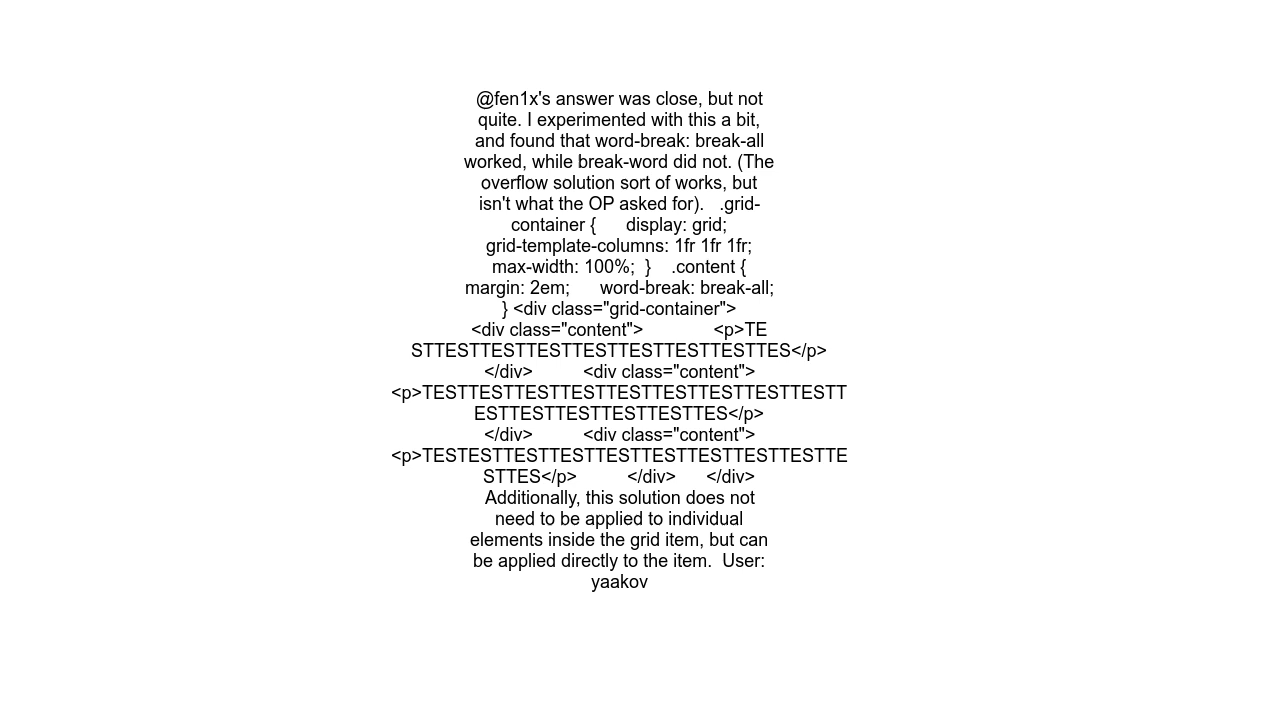 @fen1x's answer was close, but not
quite. I experimented with this a bit,
and found that word-break: break-all
worked, while break-word did not. (The
overflow solution sort of works, but
isn't what the OP asked for).   .grid-
container {      display: grid;
grid-template-columns: 1fr 1fr 1fr;
max-width: 100%;  }    .content {
margin: 2em;      word-break: break-all;
} <div class="grid-container">
<div class="content">              <p>TE
STTESTTESTTESTTESTTESTTESTTESTTES</p>
</div>          <div class="content">
<p>TESTTESTTESTTESTTESTTESTTESTTESTTESTT
ESTTESTTESTTESTTESTTES</p>
</div>          <div class="content">
<p>TESTESTTESTTESTTESTTESTTESTTESTTESTTE
STTES</p>          </div>      </div>
Additionally, this solution does not
need to be applied to individual
elements inside the grid item, but can
be applied directly to the item.  User:
yaakov